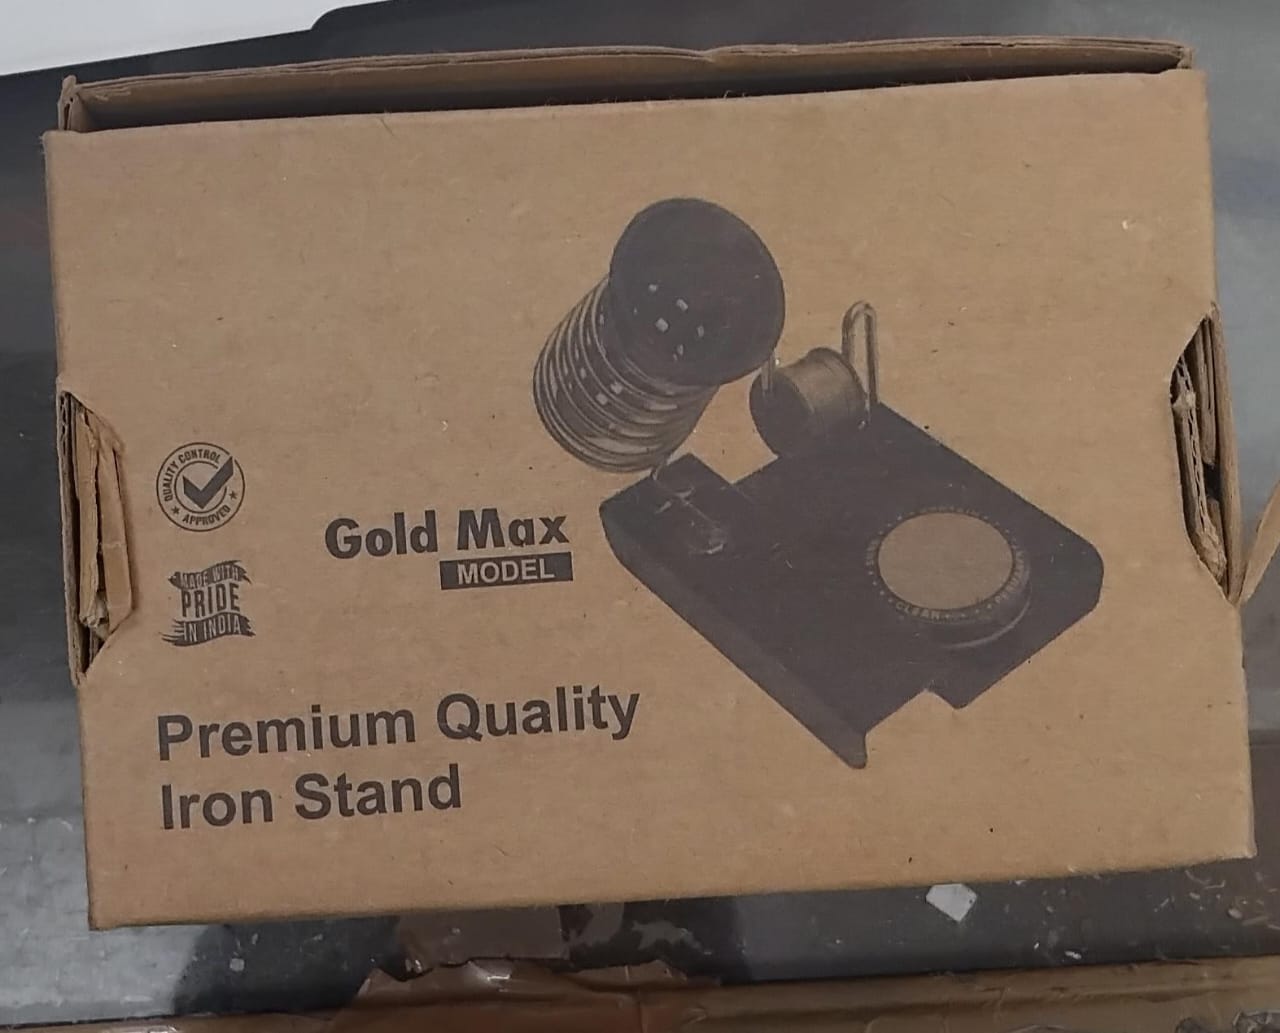 QUALITY CONTROL
APPROVED
MADE WITH
PRIDE
IN INDIA
Gold Max
MODEL
Premium Quality
Iron Stand
CLEAN